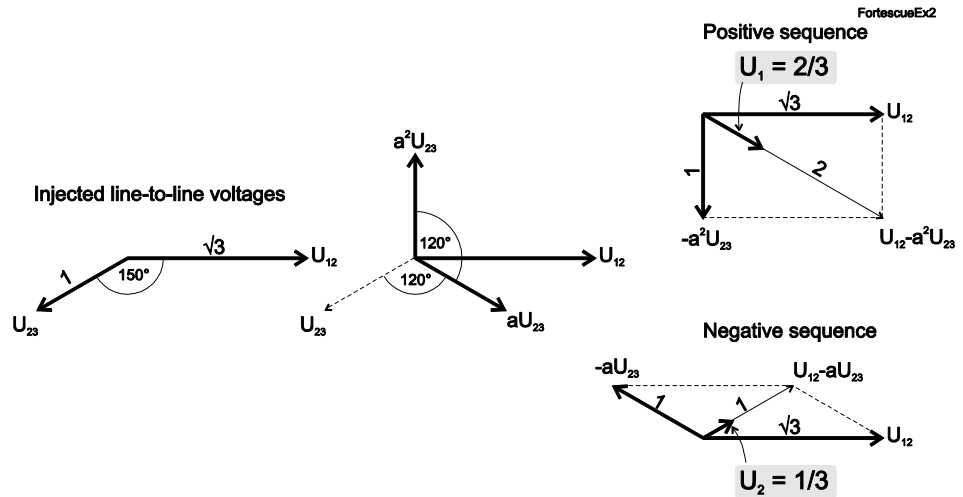 FortescueEx2
Positive sequence
U₁ = 2/3
√3
U₁₂
1
2
-a²U₂₃
U₁₂-a²U₂₃
Injected line-to-line voltages
√3
U₁₂
1
150°
U₂₃
a²U₂₃
120°
U₁₂
120°
U₂₃
aU₂₃
Negative sequence
-aU₂₃
U₁₂-aU₂₃
1
1
√3
U₁₂
U₂ = 1/3